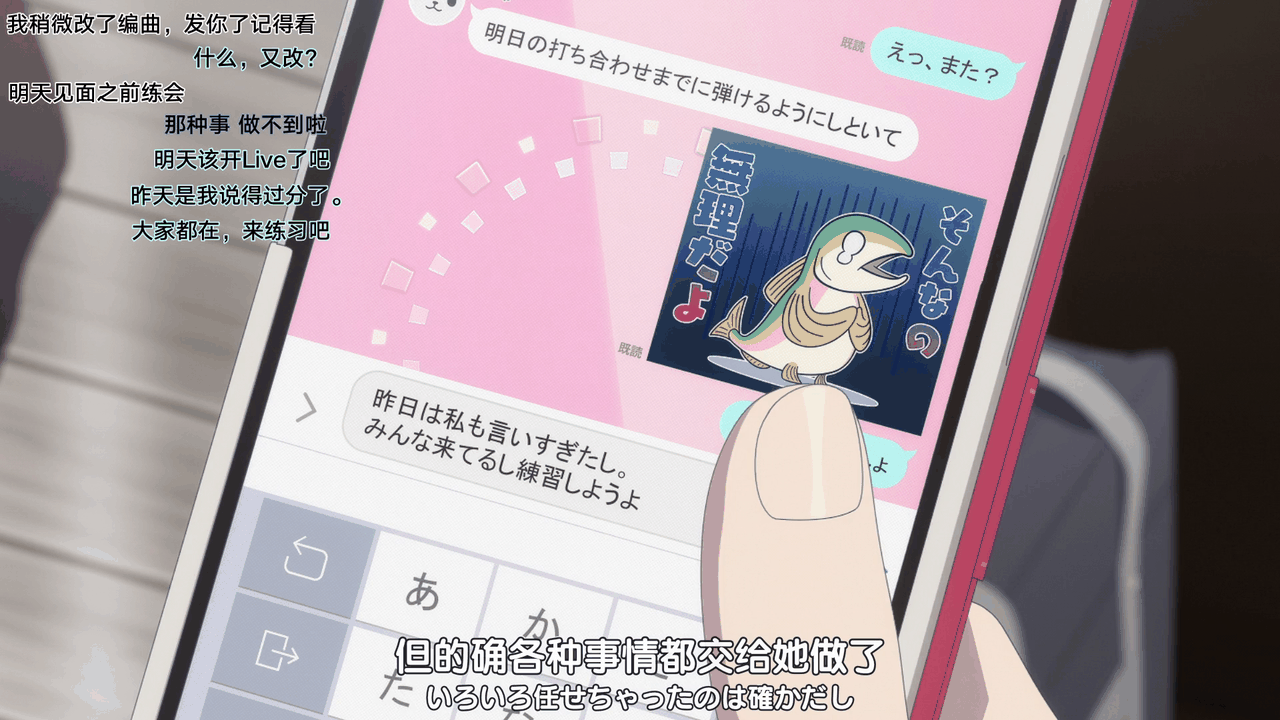 我稍微改了编曲，发你了记得看
什么，又改？
明天见面之前练会
那种事 做不到啦
明天该开Live了吧
昨天是我说得过分了。
大家都在，来练习吧
既読
えっ、また？
明日の打ち合わせまでに弾けるようにしといて
そんなの
無理だよ
既読
よ
昨日は私も言いすぎたし。
みんな来てるし練習しようよ
あ
か
た
な
但的确各种事情都交给她做了
いろいろ任せちゃったのは確かだし